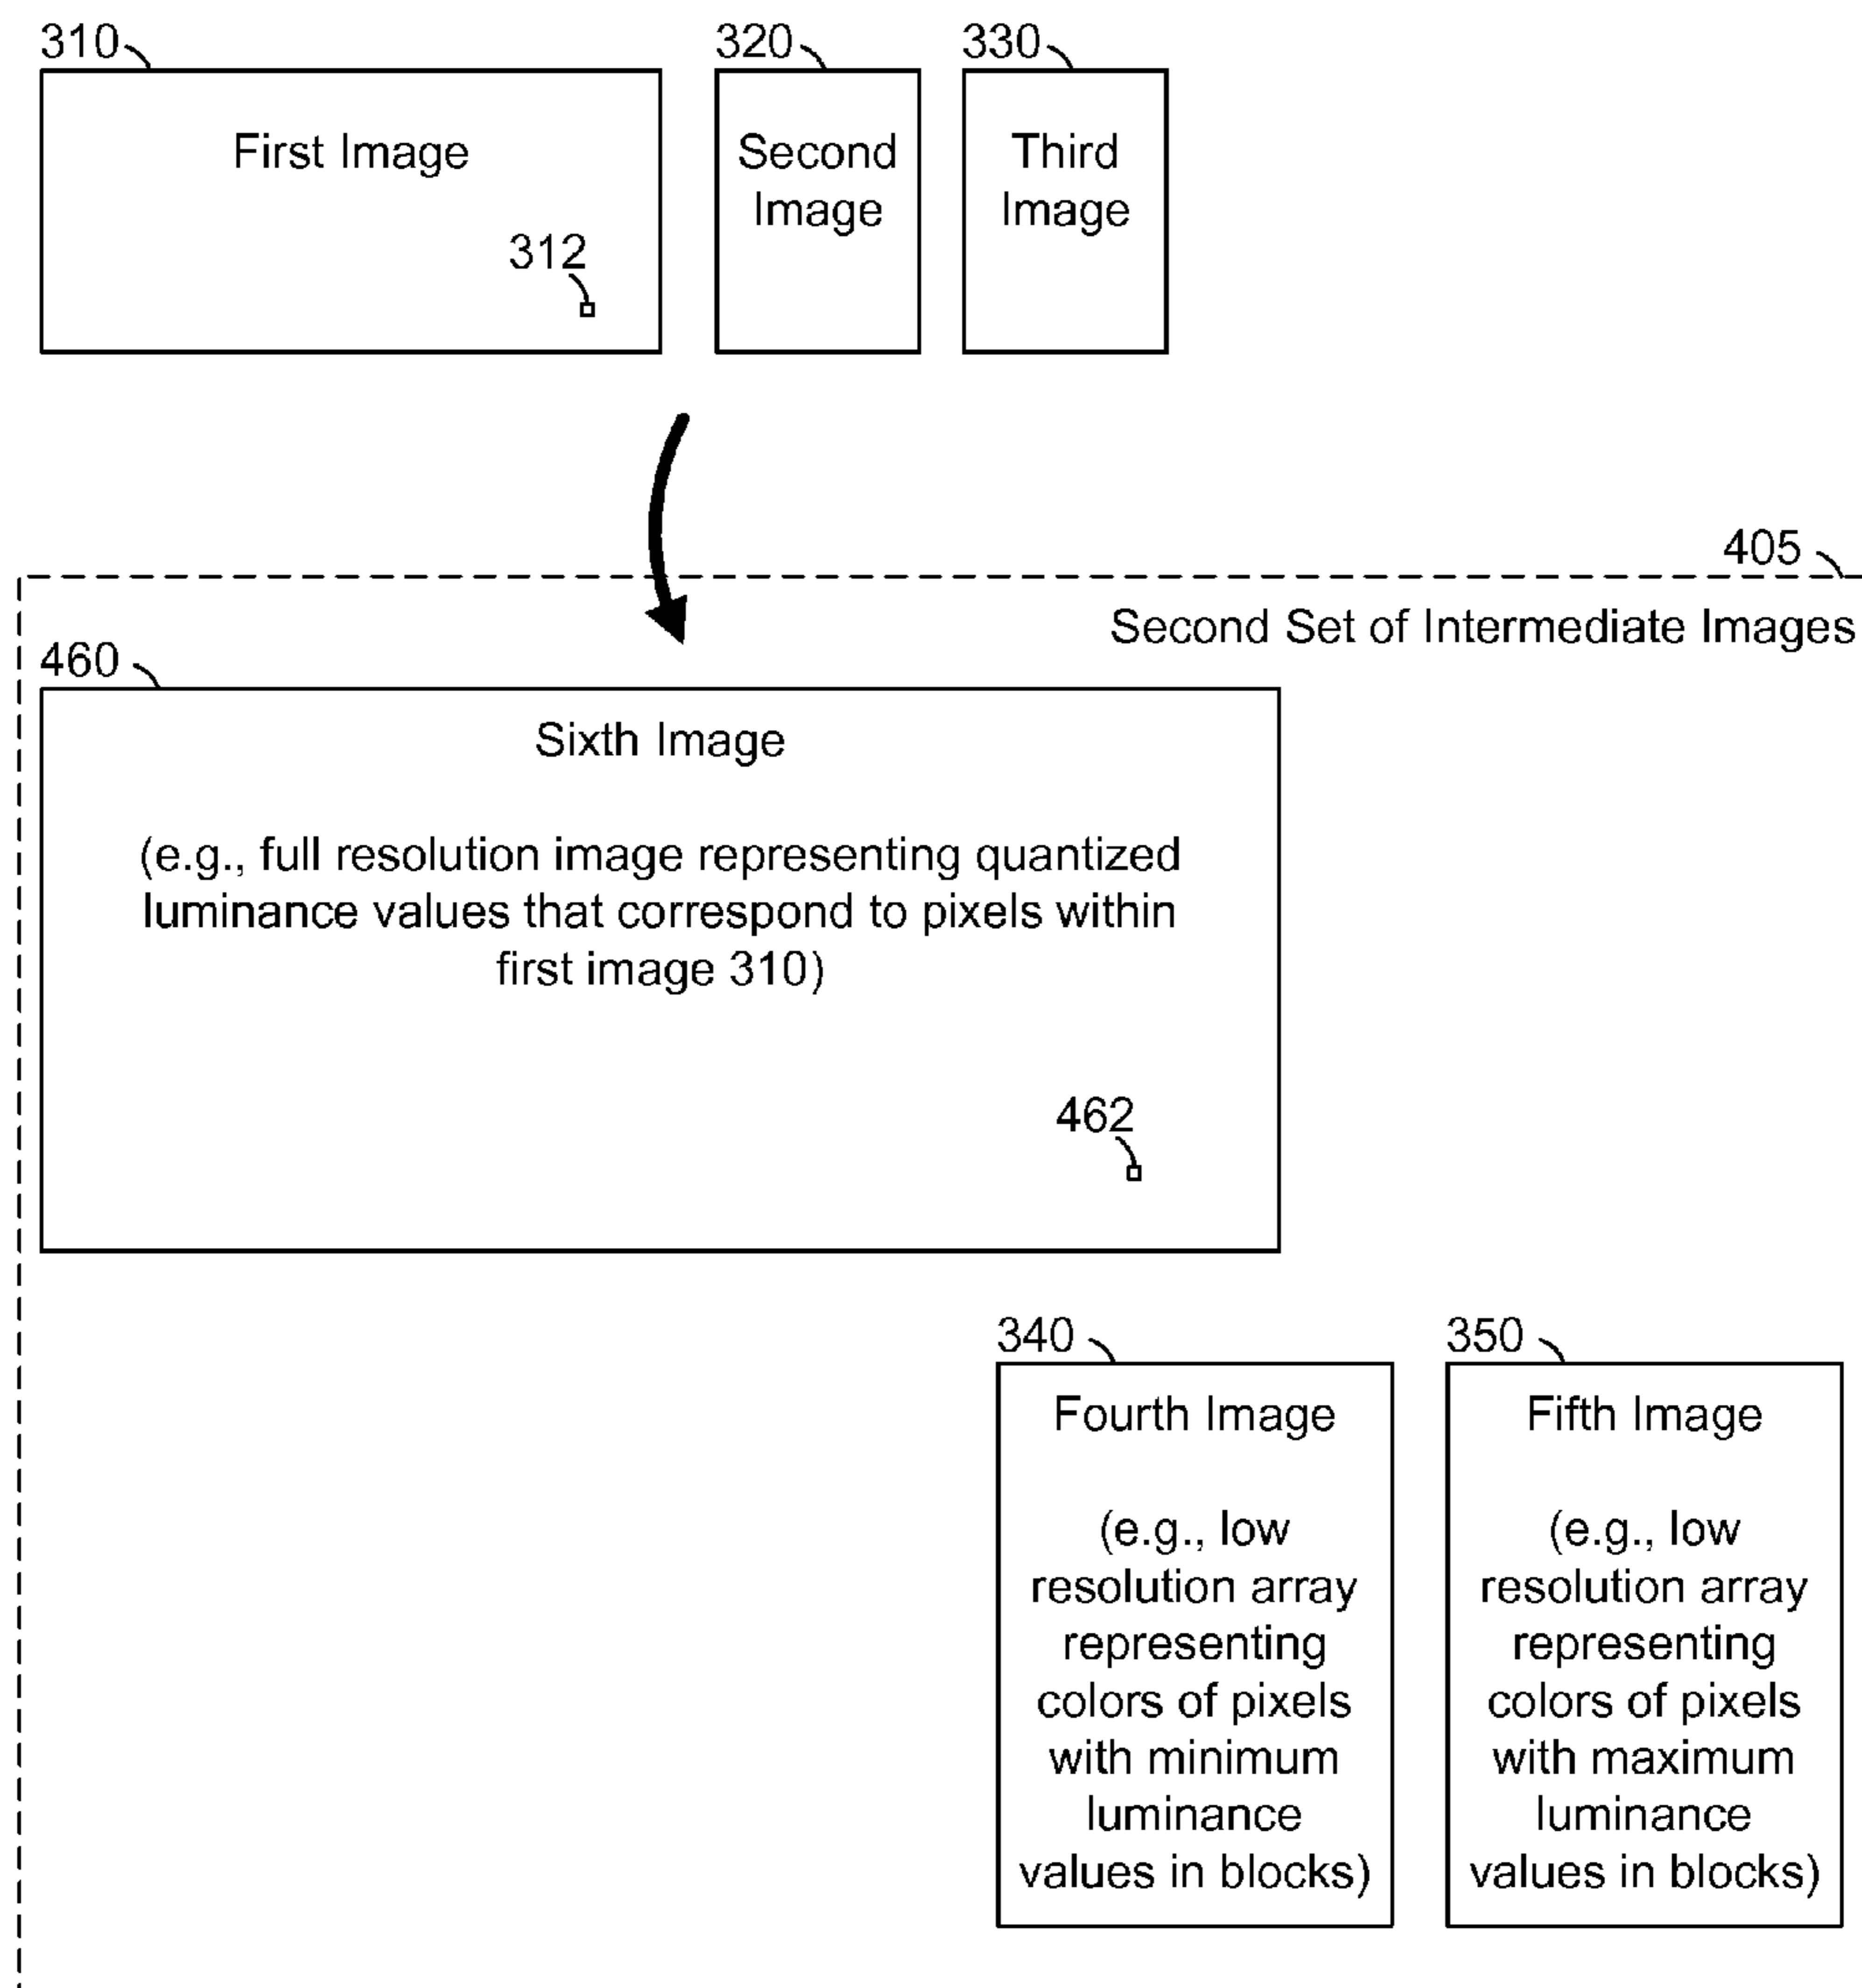 310
320
330
First Image
Second
Image
Third
Image
312
405
Second Set of Intermediate Images
460
Sixth Image
(e.g., full resolution image representing quantized
luminance values that correspond to pixels within
first image 310)
462
340
350
Fourth Image
(e.g., low
resolution array
representing
colors of pixels
with minimum
luminance
values in blocks)
Fifth Image
(e.g., low
resolution array
representing
colors of pixels
with maximum
luminance
values in blocks)